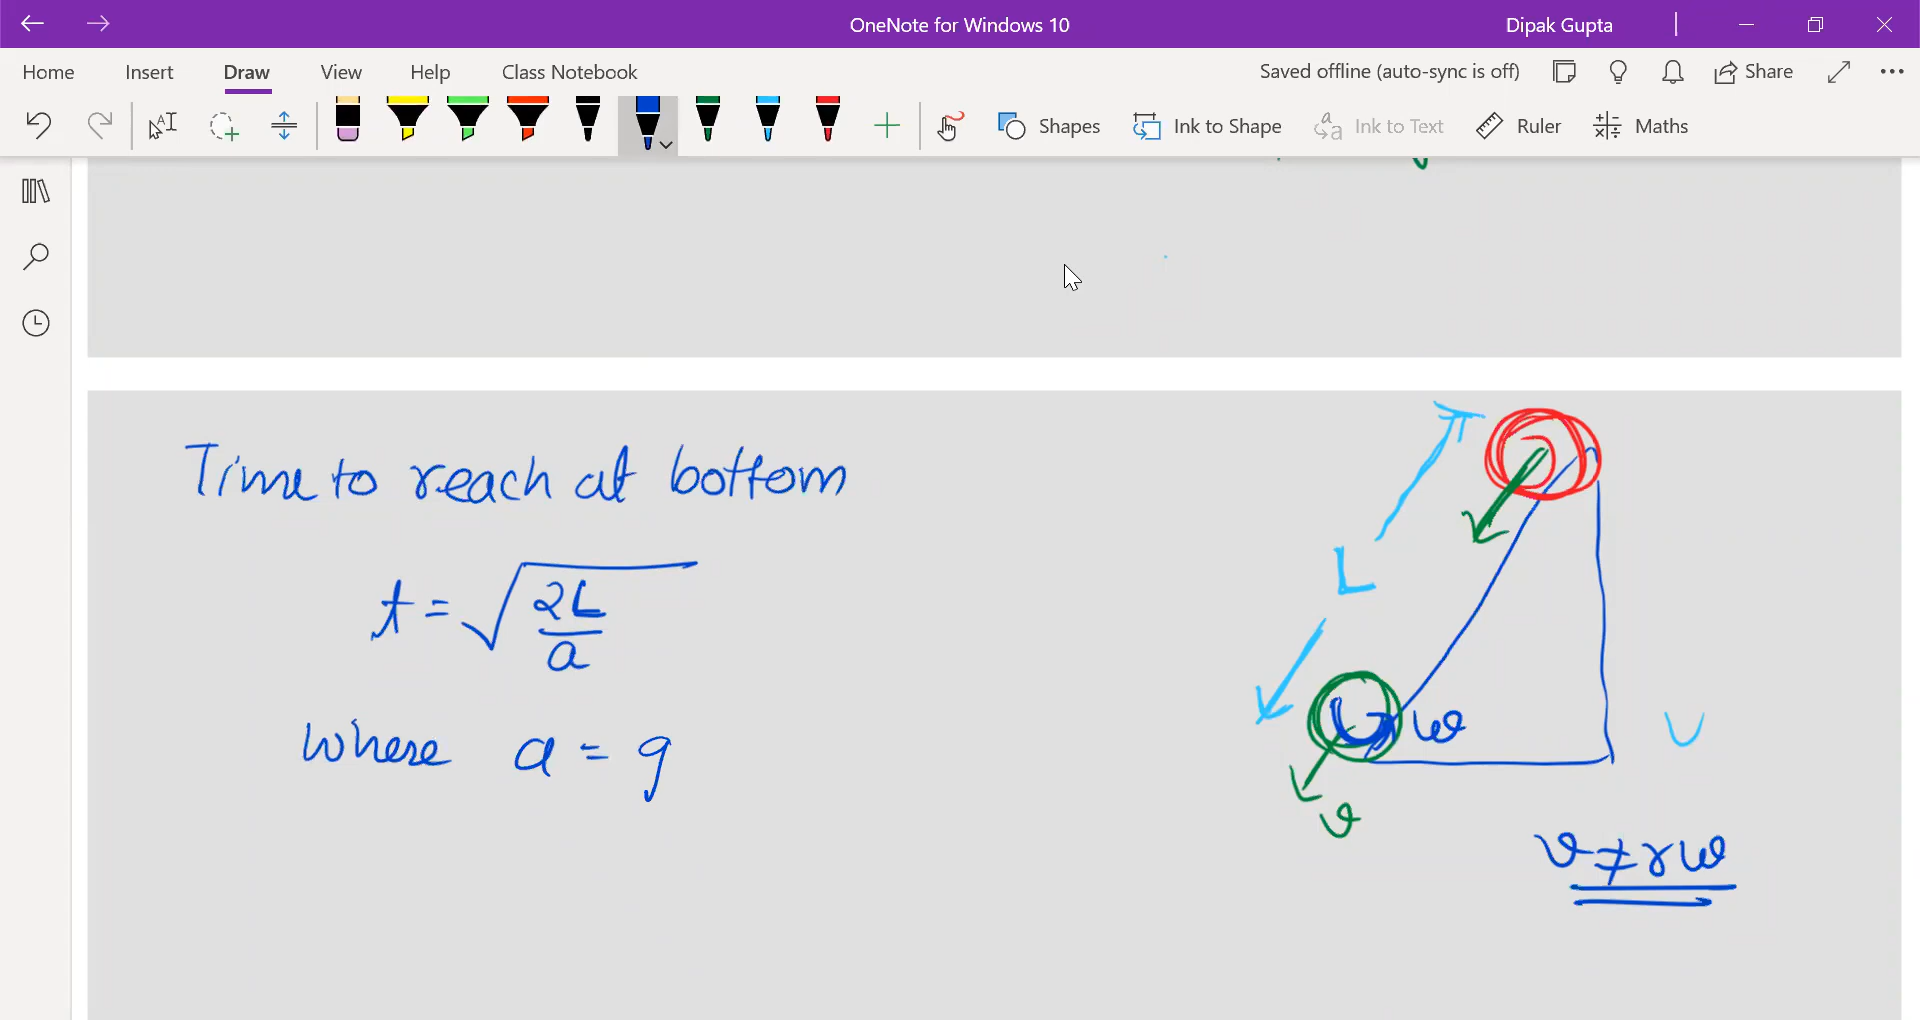 OneNote for Windows 10
Dipak Gupta
Home Insert Draw View Help Class Notebook
Saved offline (auto-sync is off)
Share
Shapes
Ink to Shape
Ink to Text
Ruler
Maths
Time to reach at bottom
t = √(2L/a)
where a = g
L
ω
v
U
v ≠ rω